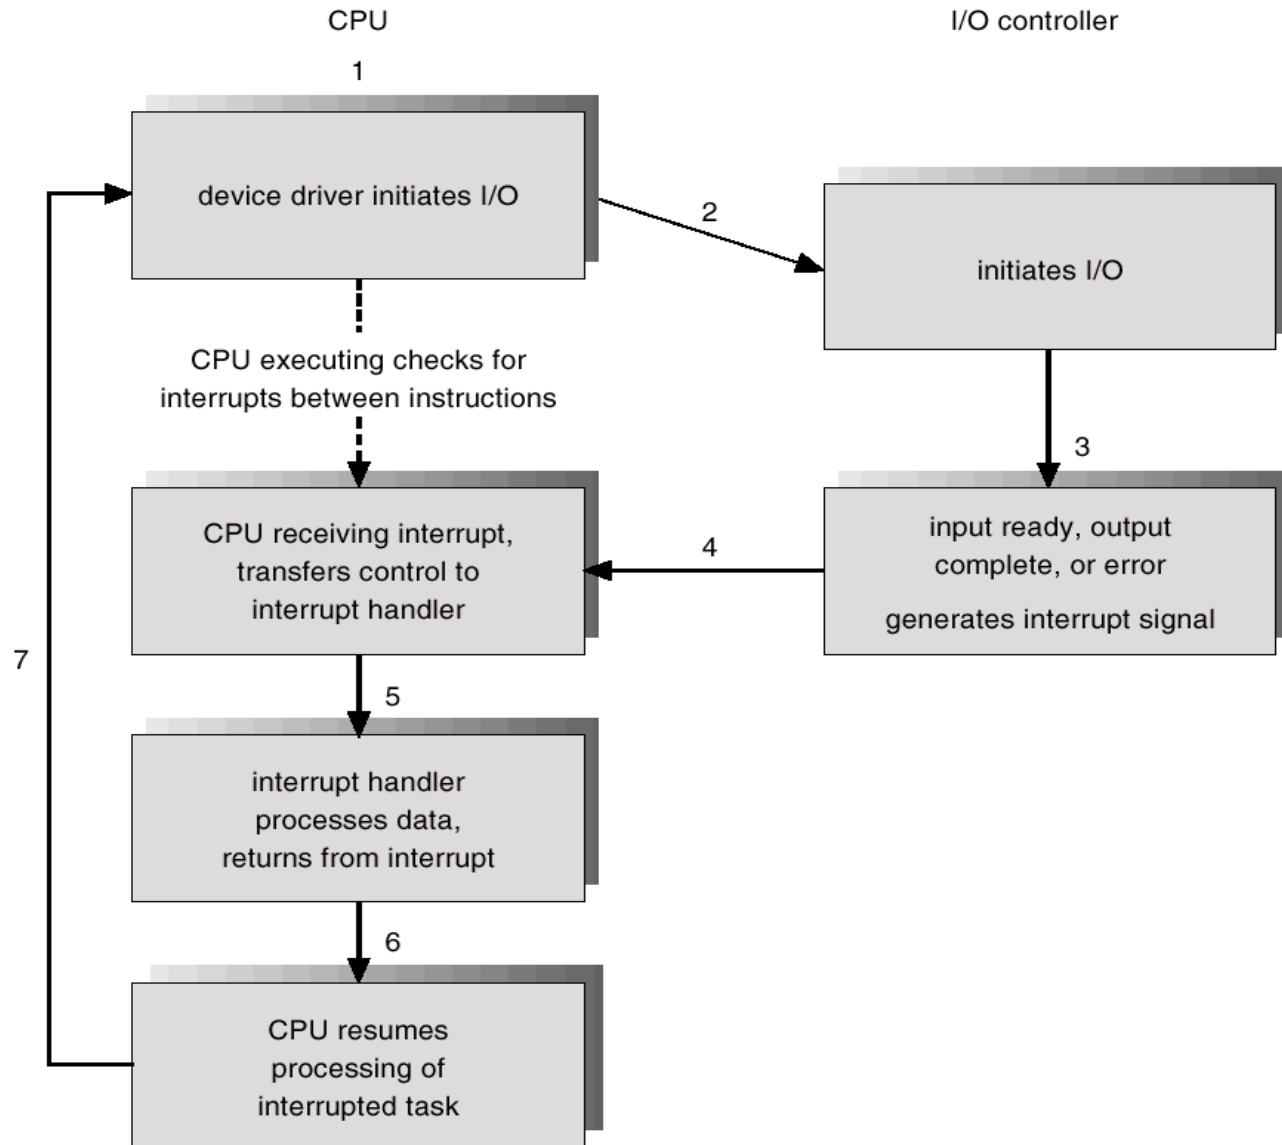 CPU
I/O controller
1
device driver initiates I/O
2
initiates I/O
CPU executing checks for
interrupts between instructions
3
CPU receiving interrupt,
transfers control to
interrupt handler
4
input ready, output
complete, or error
generates interrupt signal
7
5
interrupt handler
processes data,
returns from interrupt
6
CPU resumes
processing of
interrupted task